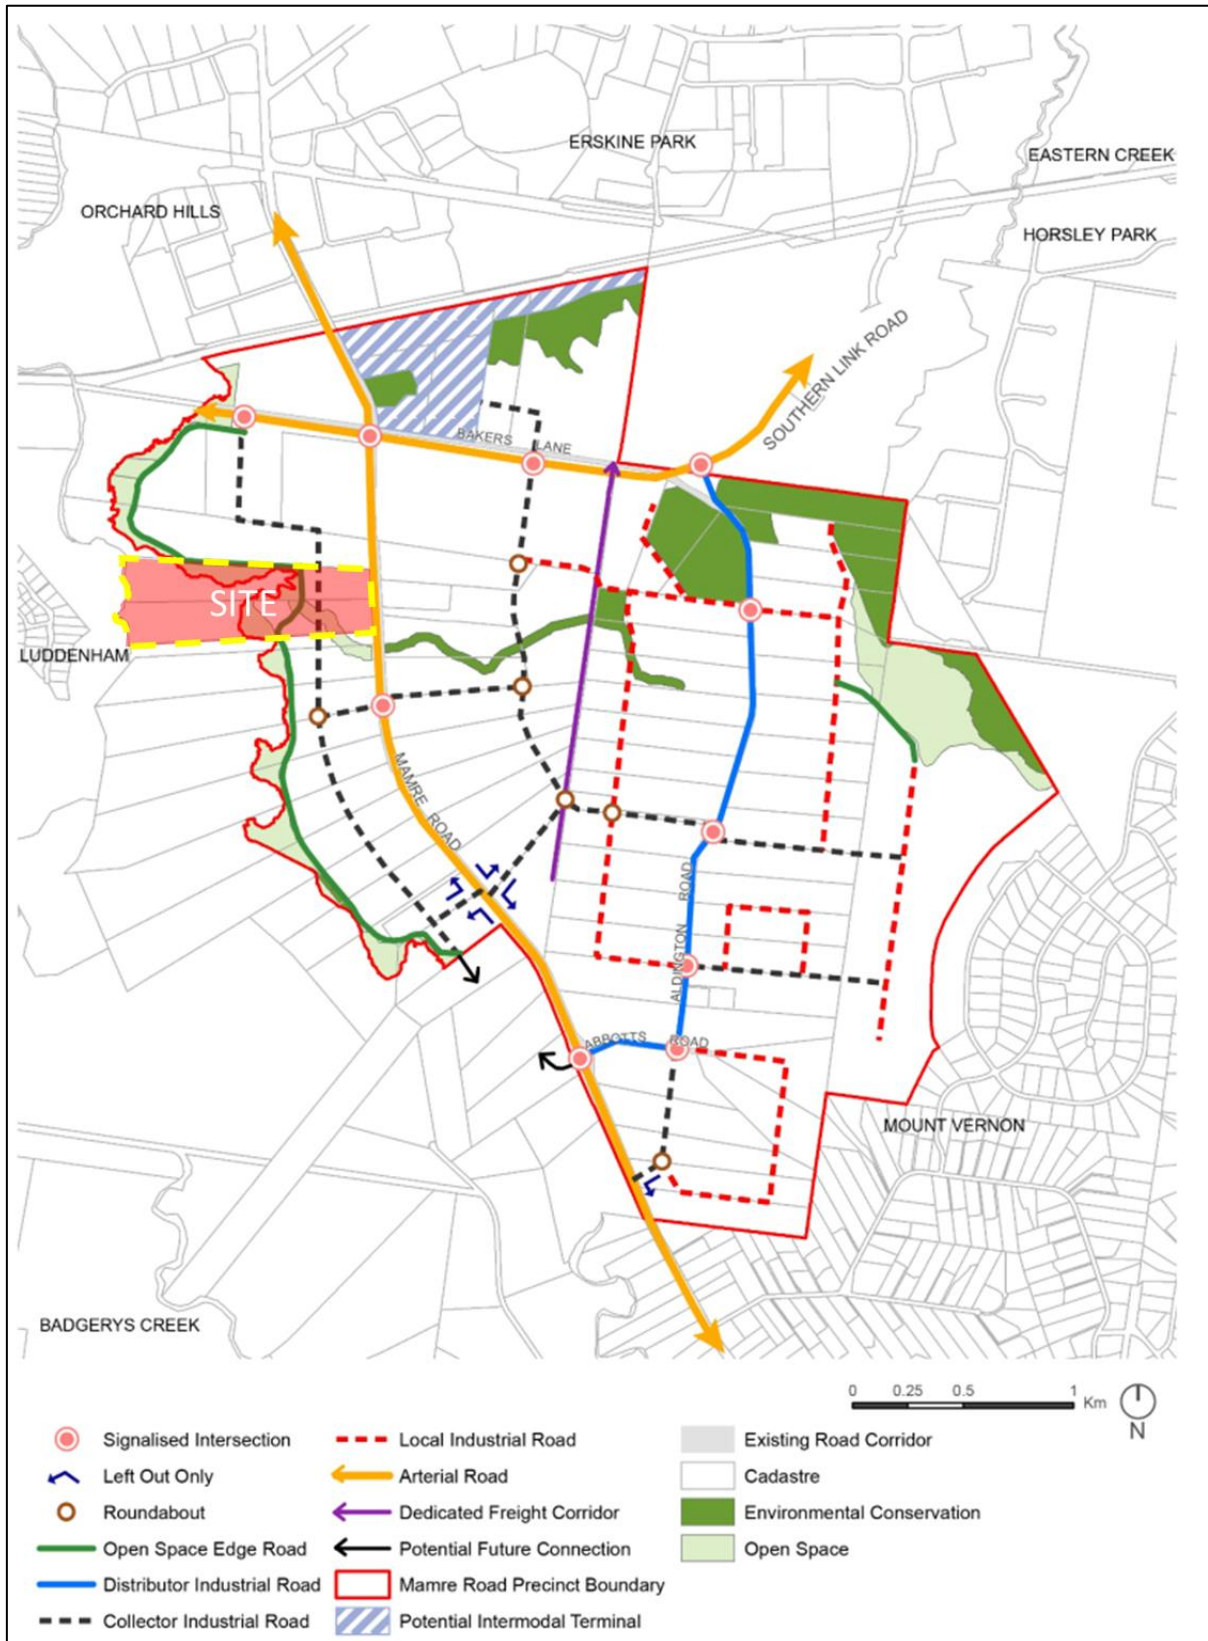 ERSKINE PARK
EASTERN CREEK
ORCHARD HILLS
HORSLEY PARK
SOUTHERN LINK ROAD
BAKERS LANE
SITE
LUDDENHAM
MAMRE ROAD
ALDINGTON ROAD
ABBOTTS ROAD
MOUNT VERNON
BADGERYS CREEK
0 0.25 0.5 1 Km
N
Signalised Intersection
Left Out Only
Roundabout
Open Space Edge Road
Distributor Industrial Road
Collector Industrial Road
Local Industrial Road
Arterial Road
Dedicated Freight Corridor
Potential Future Connection
Mamre Road Precinct Boundary
Potential Intermodal Terminal
Existing Road Corridor
Cadastre
Environmental Conservation
Open Space